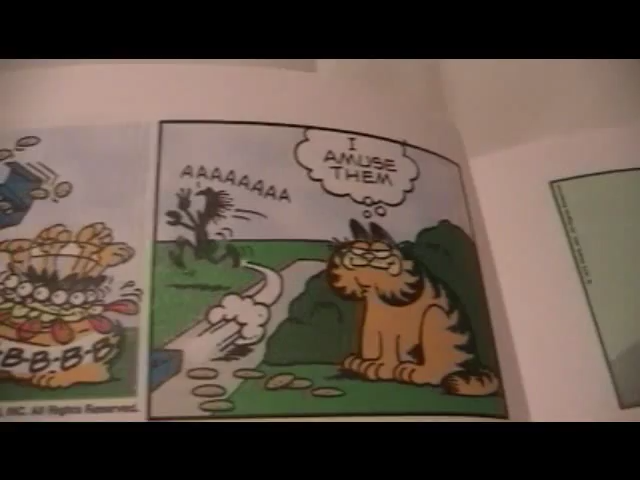 AAAAAAAA
I
AMUSE
THEM
B-B-B-B
INC. All Rights Reserved.